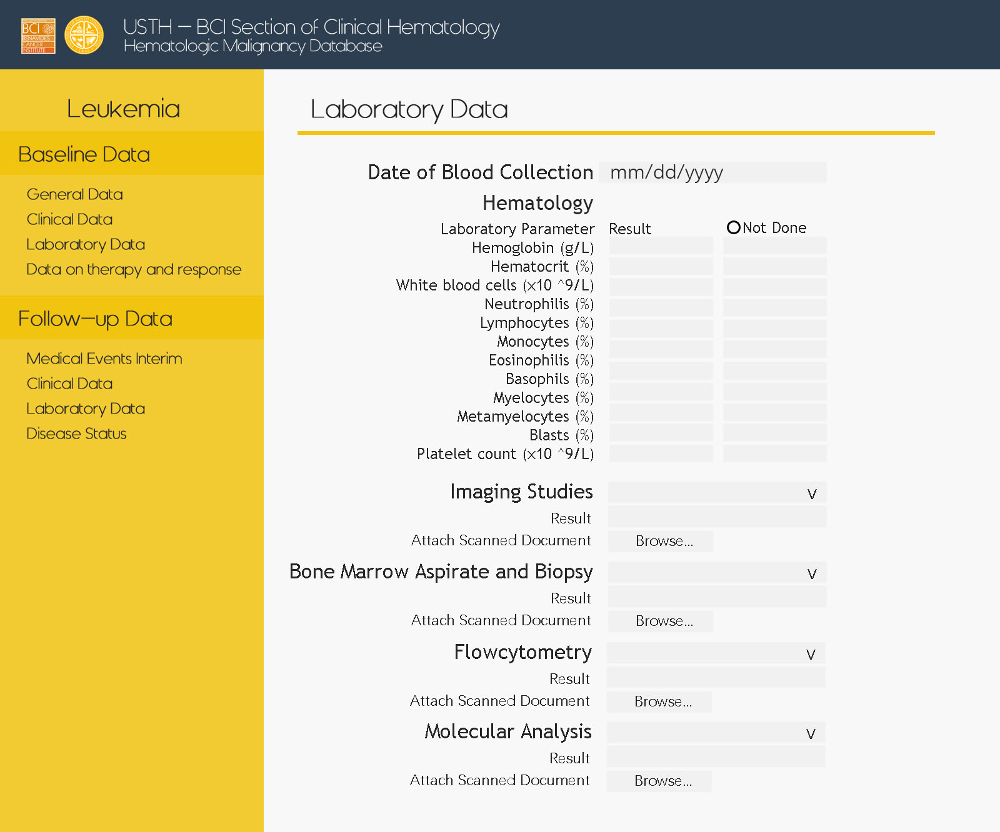 BCI
BENAVIDES
CANCER
INSTITUTE
USTH – BCI Section of Clinical Hematology
Hematologic Malignancy Database
Leukemia
Baseline Data
General Data
Clinical Data
Laboratory Data
Data on therapy and response
Follow-up Data
Medical Events Interim
Clinical Data
Laboratory Data
Disease Status
Laboratory Data
Date of Blood Collection mm/dd/yyyy
Hematology
Laboratory Parameter Result Not Done
Hemoglobin (g/L)
Hematocrit (%)
White blood cells (x10 ^9/L)
Neutrophilis (%)
Lymphocytes (%)
Monocytes (%)
Eosinophilis (%)
Basophils (%)
Myelocytes (%)
Metamyelocytes (%)
Blasts (%)
Platelet count (x10 ^9/L)
Imaging Studies V
Result
Attach Scanned Document Browse...
Bone Marrow Aspirate and Biopsy V
Result
Attach Scanned Document Browse...
Flowcytometry V
Result
Attach Scanned Document Browse...
Molecular Analysis V
Result
Attach Scanned Document Browse...